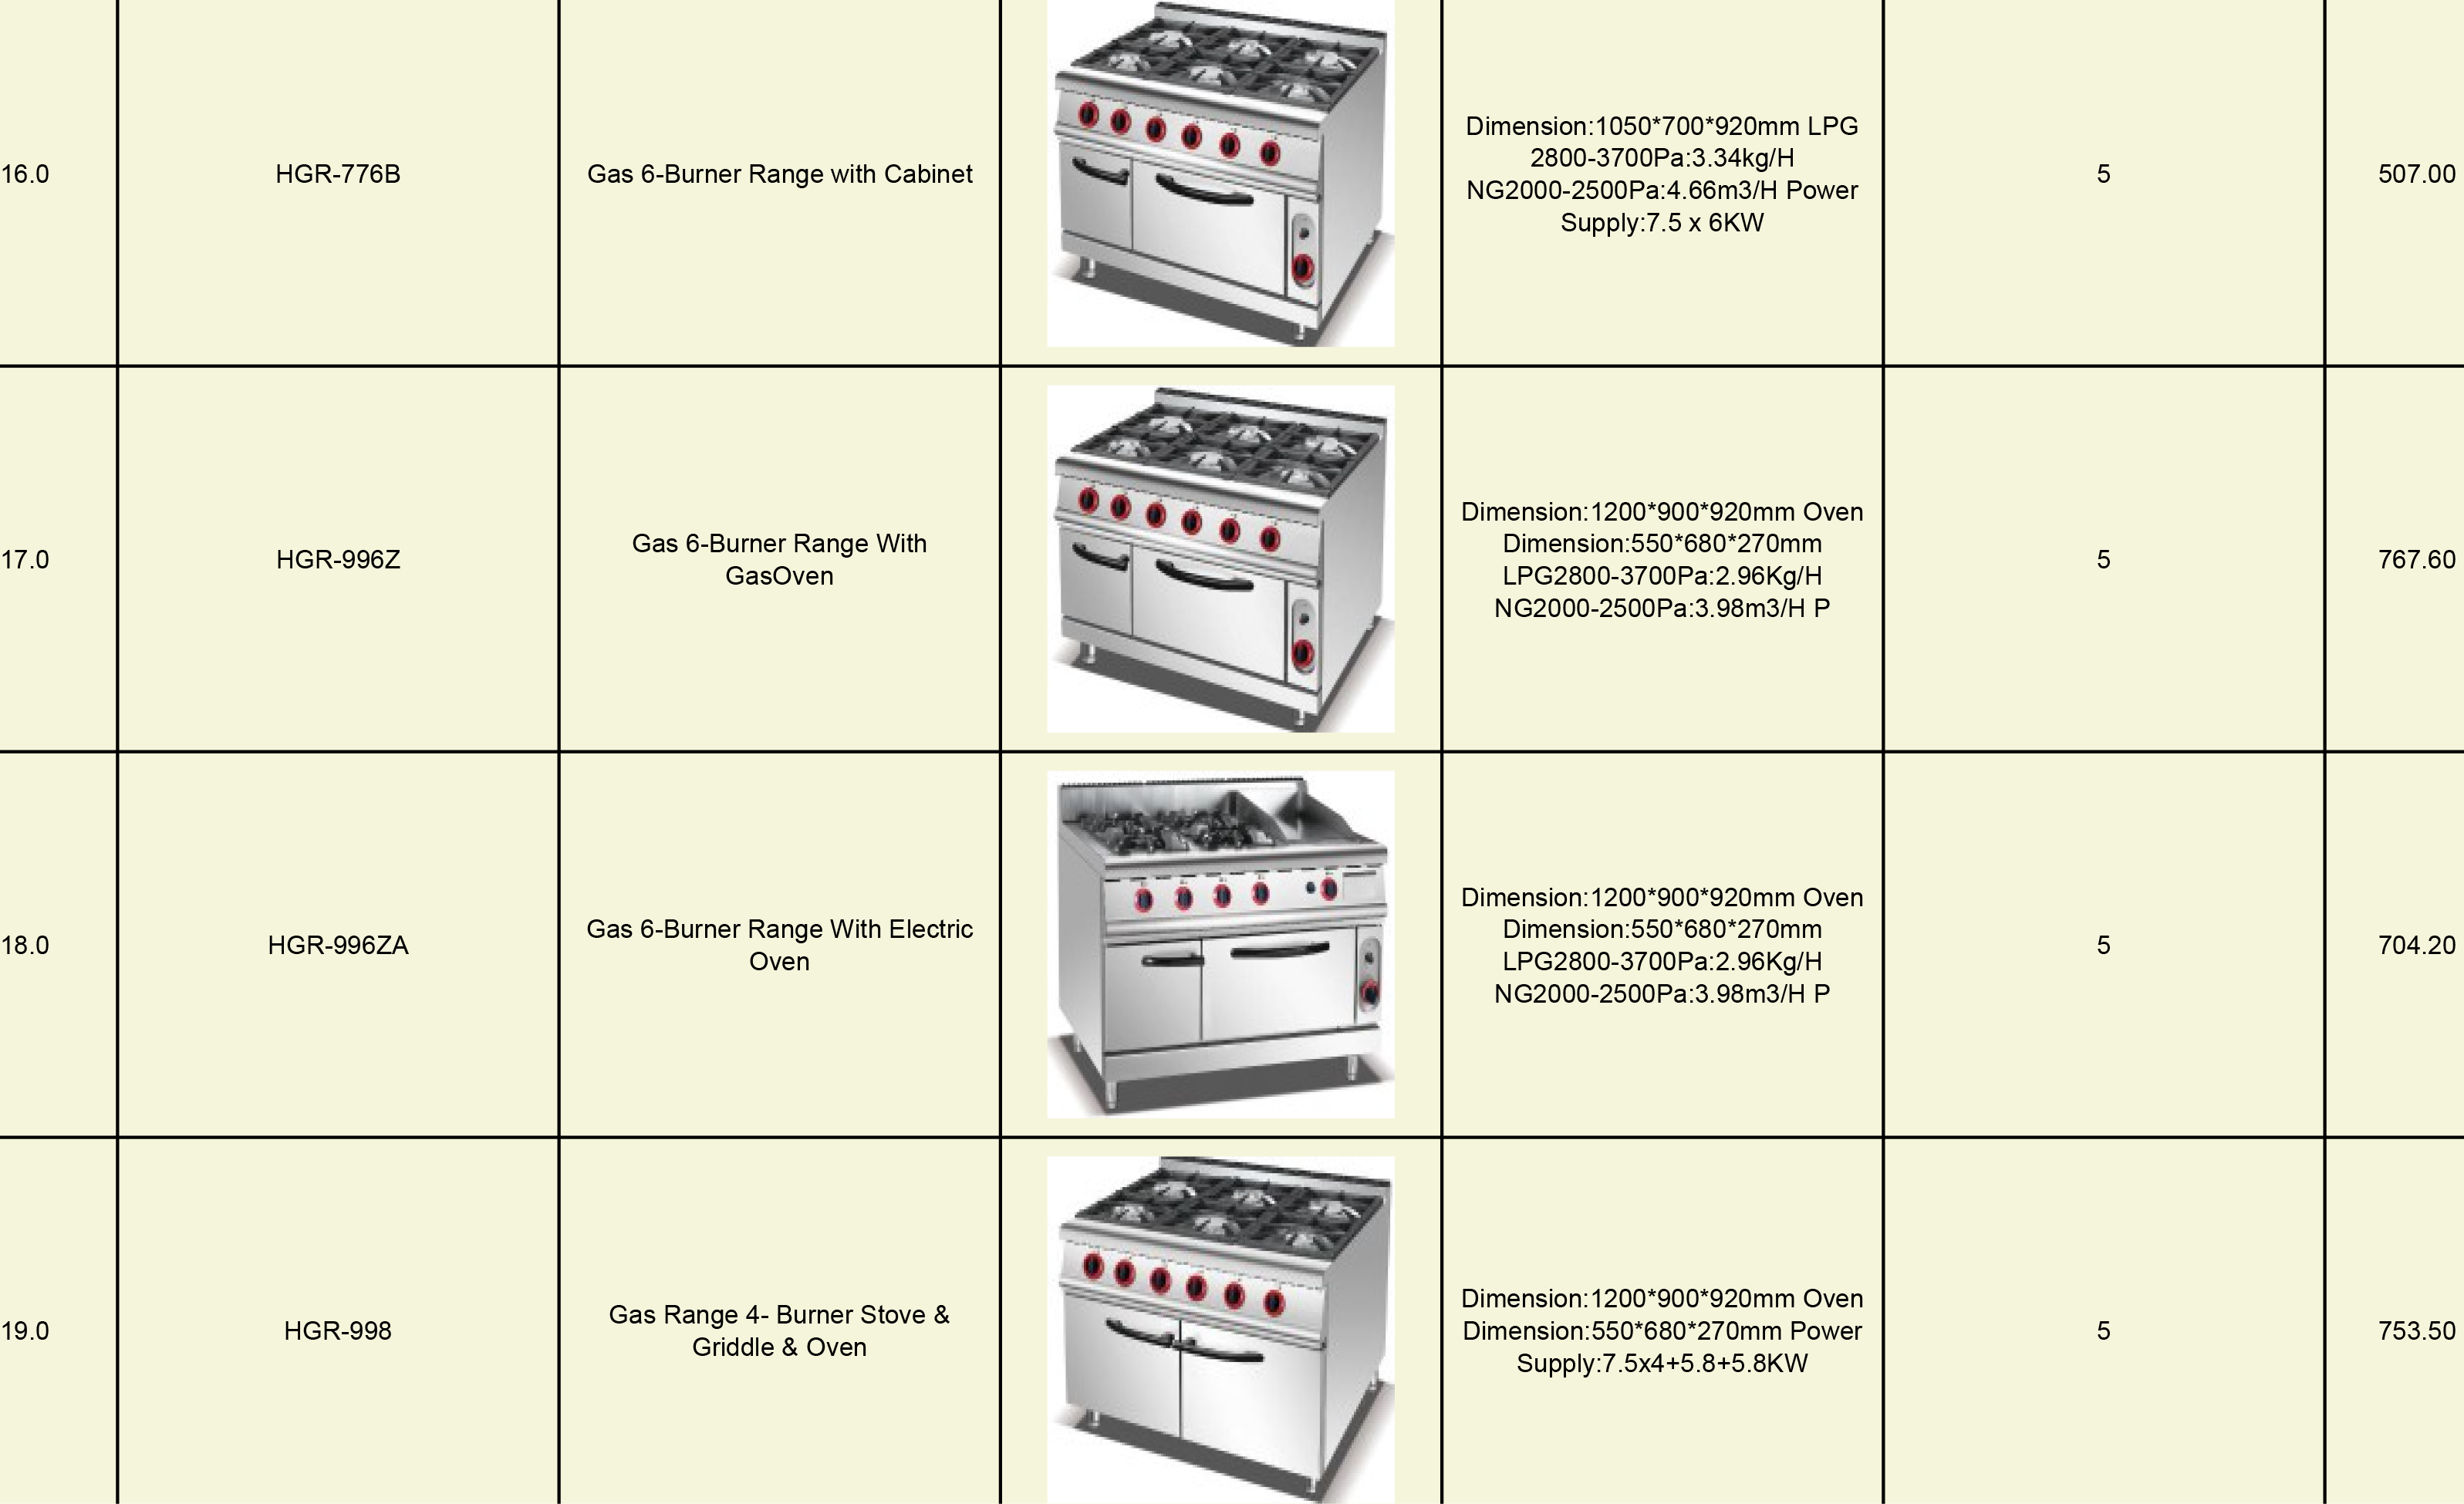 16.0
HGR-776B
Gas 6-Burner Range with Cabinet
Dimension:1050*700*920mm LPG
2800-3700Pa:3.34kg/H
NG2000-2500Pa:4.66m3/H Power
Supply:7.5 x 6KW
5
507.00
17.0
HGR-996Z
Gas 6-Burner Range With
GasOven
Dimension:1200*900*920mm Oven
Dimension:550*680*270mm
LPG2800-3700Pa:2.96Kg/H
NG2000-2500Pa:3.98m3/H P
5
767.60
18.0
HGR-996ZA
Gas 6-Burner Range With Electric
Oven
Dimension:1200*900*920mm Oven
Dimension:550*680*270mm
LPG2800-3700Pa:2.96Kg/H
NG2000-2500Pa:3.98m3/H P
5
704.20
19.0
HGR-998
Gas Range 4- Burner Stove &
Griddle & Oven
Dimension:1200*900*920mm Oven
Dimension:550*680*270mm Power
Supply:7.5x4+5.8+5.8KW
5
753.50